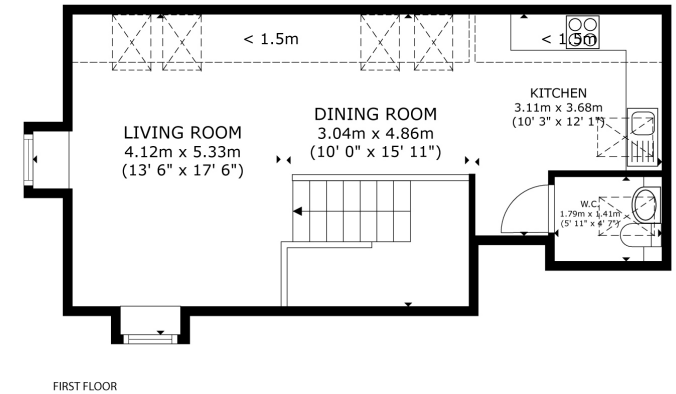 < 1.5m
< 1.5m
KITCHEN
3.11m x 3.68m
(10' 3" x 12' 1")
DINING ROOM
3.04m x 4.86m
(10' 0" x 15' 11")
LIVING ROOM
4.12m x 5.33m
(13' 6" x 17' 6")
W.C.
1.79m x 1.41m
(5' 11" x 4' 7")
FIRST FLOOR